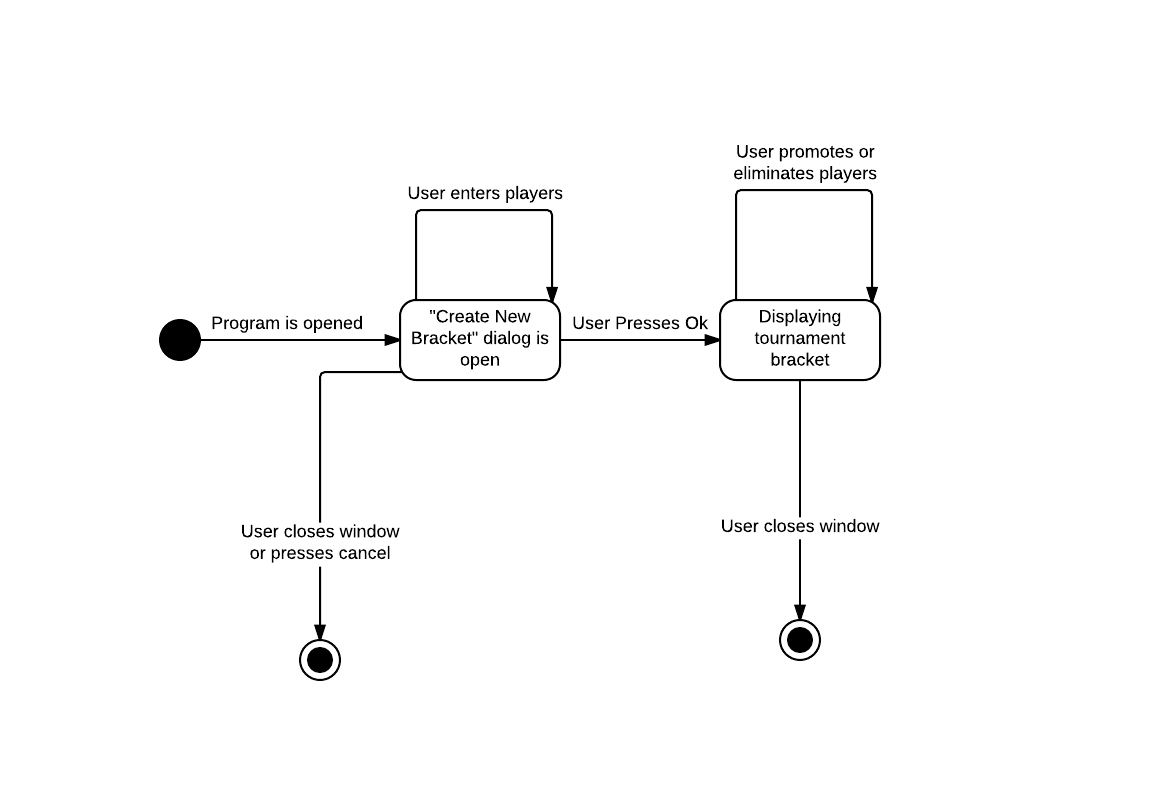 User promotes or
eliminates players
User enters players
Program is opened
"Create New
Bracket" dialog is
open
User Presses Ok
Displaying
tournament
bracket
User closes window
or presses cancel
User closes window